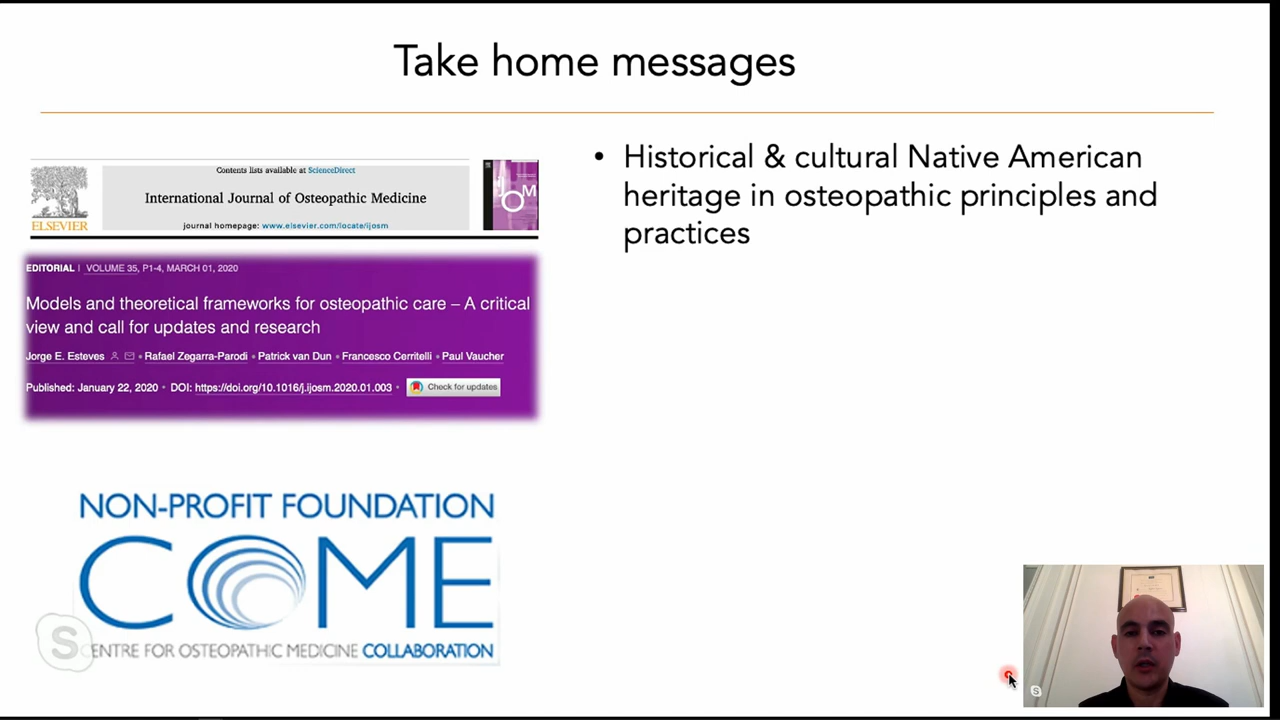 Take home messages
Contents lists available at ScienceDirect
International Journal of Osteopathic Medicine
ELSEVIER
journal homepage: www.elsevier.com/locate/ijosm
IJOM
EDITORIAL | VOLUME 35, P1-4, MARCH 01, 2020
Models and theoretical frameworks for osteopathic care – A critical
view and call for updates and research
Jorge E. Esteves • Rafael Zegarra-Parodi • Patrick van Dun • Francesco Cerritelli • Paul Vaucher
Published: January 22, 2020 • DOI: https://doi.org/10.1016/j.ijosm.2020.01.003 •
Check for updates
• Historical & cultural Native American
heritage in osteopathic principles and
practices
NON-PROFIT FOUNDATION
COME
CENTRE FOR OSTEOPATHIC MEDICINE COLLABORATION
S